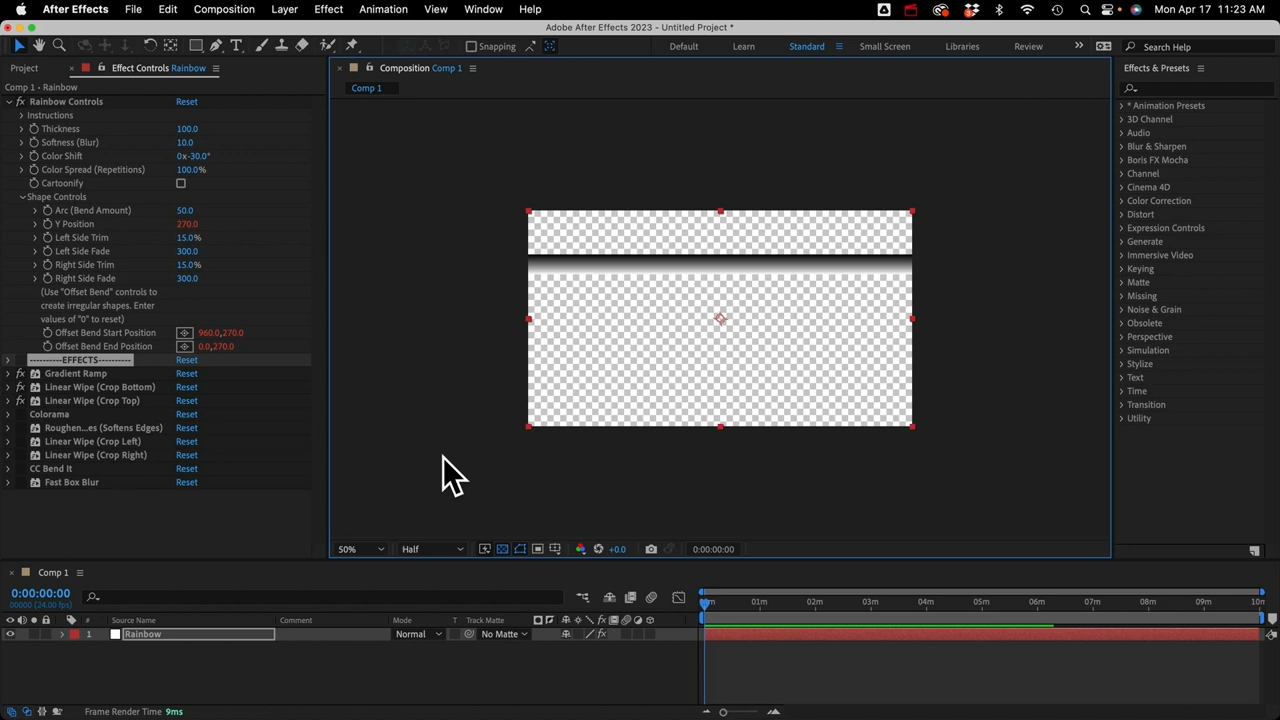 After Effects File Edit Composition Layer Effect Animation View Window Help Mon Apr 17 11:23 AM
Adobe After Effects 2023 - Untitled Project *
Snapping Default Learn Standard Small Screen Libraries Review Search Help
Project Effect Controls Rainbow Composition Comp 1 Effects & Presets
Comp 1 • Rainbow Comp 1
Rainbow Controls Reset
Instructions
Thickness 100.0
Softness (Blur) 10.0
Color Shift 0x-30.0°
Color Spread (Repetitions) 100.0%
Cartoonify
Shape Controls
Arc (Bend Amount) 50.0
Y Position 270.0
Left Side Trim 15.0%
Left Side Fade 300.0
Right Side Trim 15.0%
Right Side Fade 300.0
(Use "Offset Bend" controls to
create irregular shapes. Enter
values of "0" to reset)
Offset Bend Start Position 960.0,270.0
Offset Bend End Position 0.0,270.0
----------EFFECTS---------- Reset
Gradient Ramp Reset
Linear Wipe (Crop Bottom) Reset
Linear Wipe (Crop Top) Reset
Colorama Reset
Roughen...es (Softens Edges) Reset
Linear Wipe (Crop Left) Reset
Linear Wipe (Crop Right) Reset
CC Bend It Reset
Fast Box Blur Reset
* Animation Presets
3D Channel
Audio
Blur & Sharpen
Boris FX Mocha
Channel
Cinema 4D
Color Correction
Distort
Expression Controls
Generate
Immersive Video
Keying
Matte
Missing
Noise & Grain
Obsolete
Perspective
Simulation
Stylize
Text
Time
Transition
Utility
50% Half +0.0 0:00:00:00
Comp 1
0:00:00:00
00000 (24.00 fps)
01m 02m 03m 04m 05m 06m 07m 08m 09m 10m
# Source Name Comment Mode T Track Matte
1 Rainbow Normal No Matte
Frame Render Time 9ms